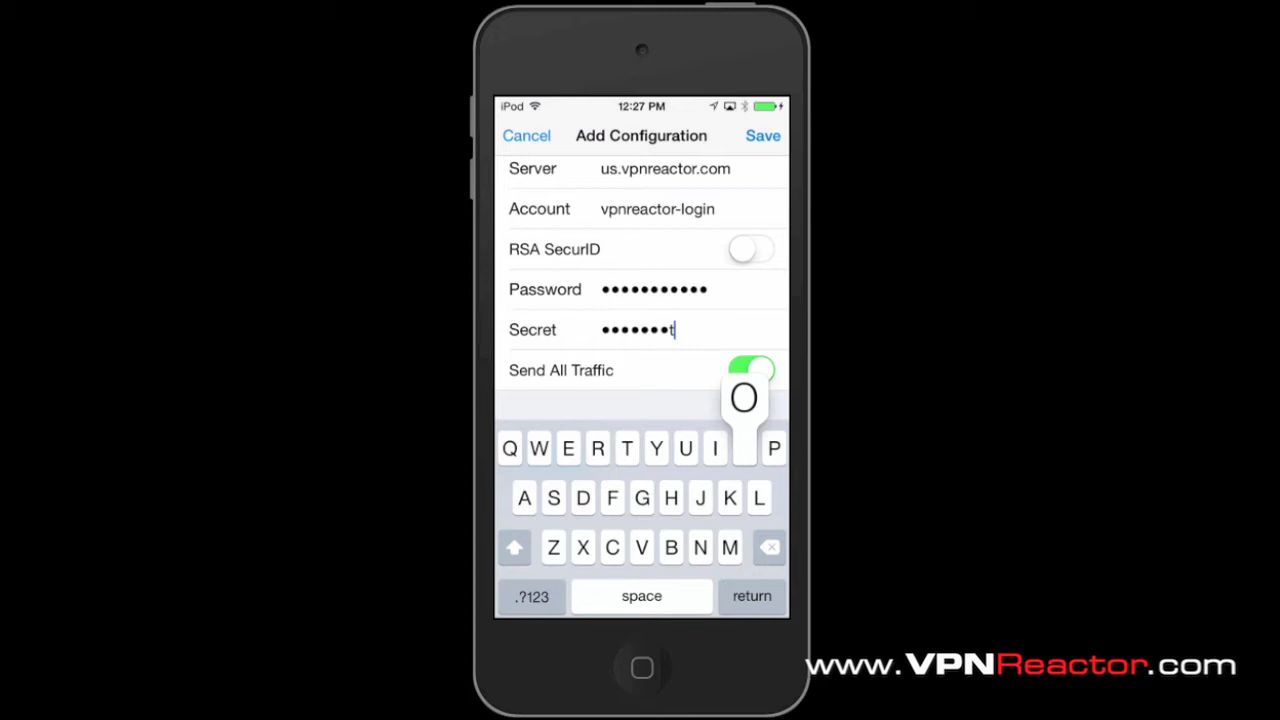 iPod 12:27 PM
Cancel Add Configuration Save
Server us.vpnreactor.com
Account vpnreactor-login
RSA SecurID
Password •••••••••••
Secret •••••••t
Send All Traffic
O
Q W E R T Y U I P
A S D F G H J K L
Z X C V B N M
.?123 space return
www.VPNReactor.com